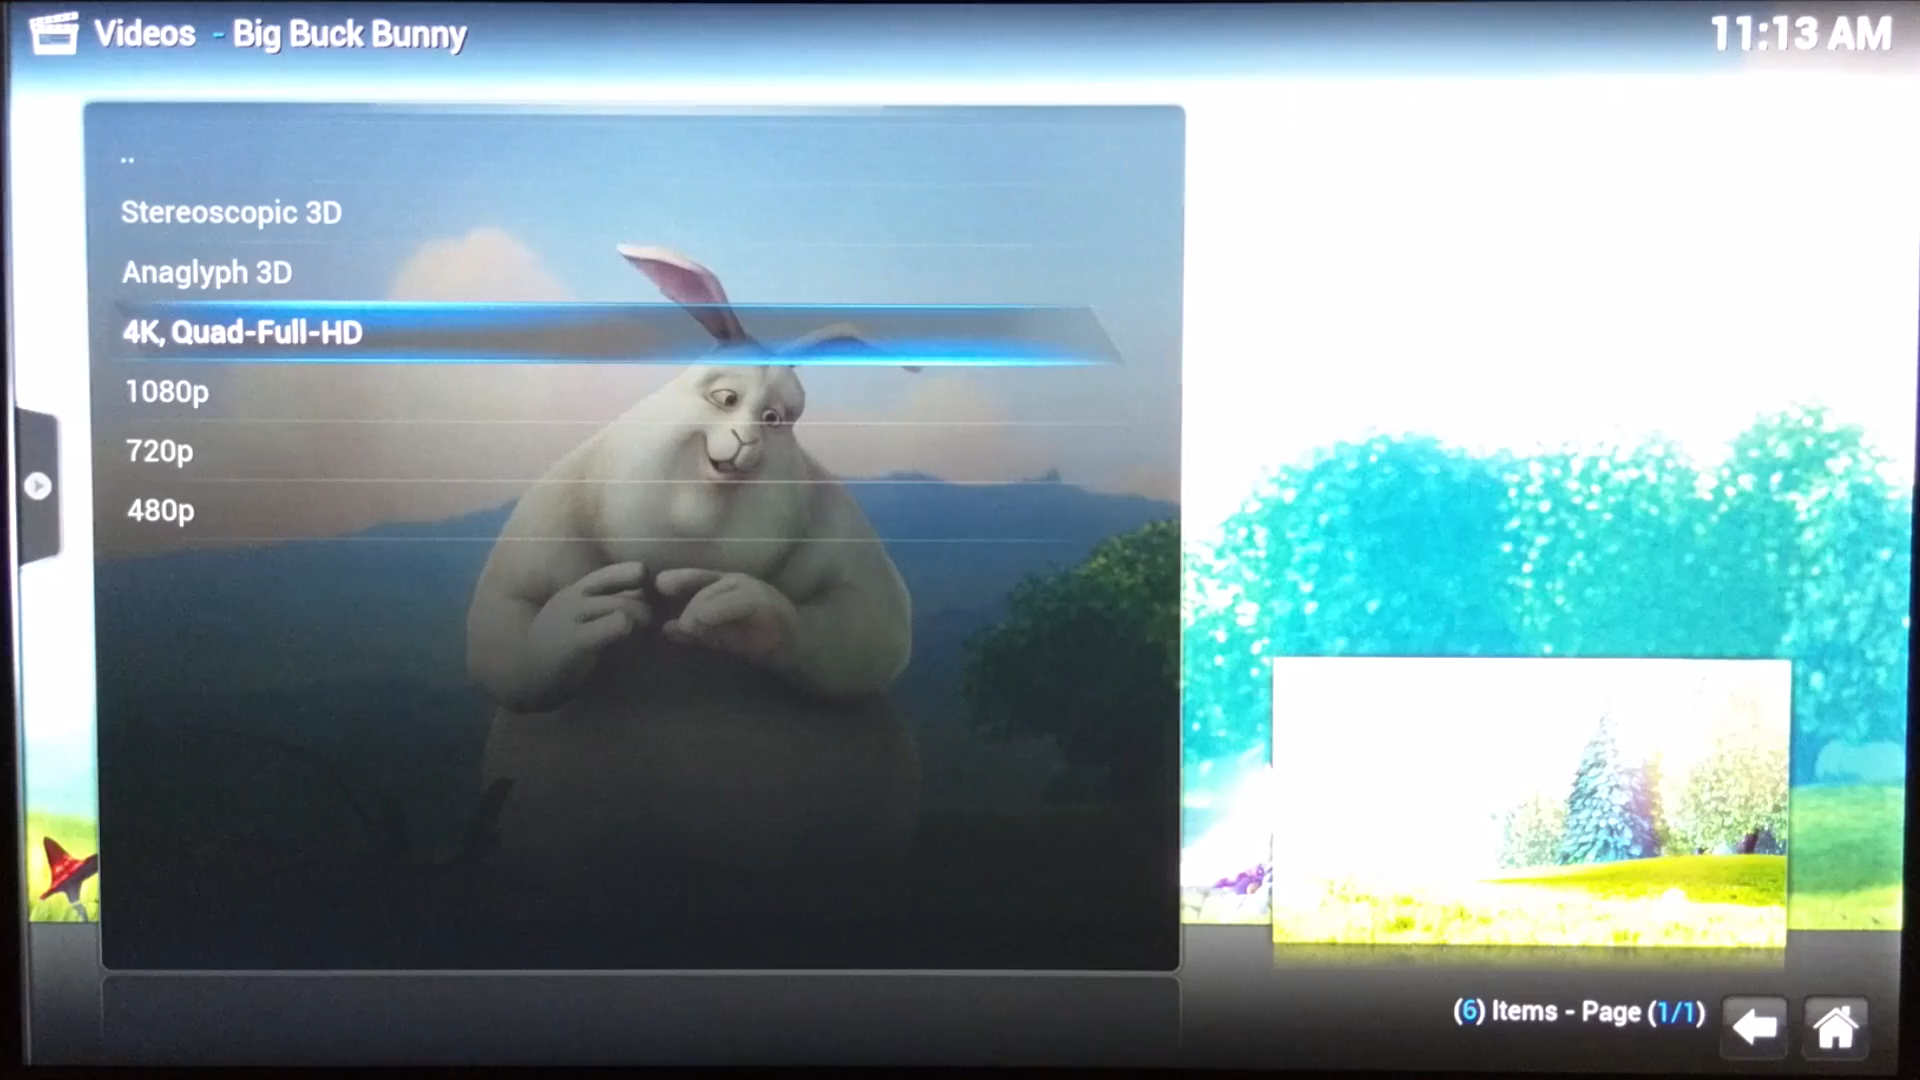 Videos - Big Buck Bunny
11:13 AM
..
Stereoscopic 3D
Anaglyph 3D
4K, Quad-Full-HD
1080p
720p
480p
(6) Items - Page (1/1)